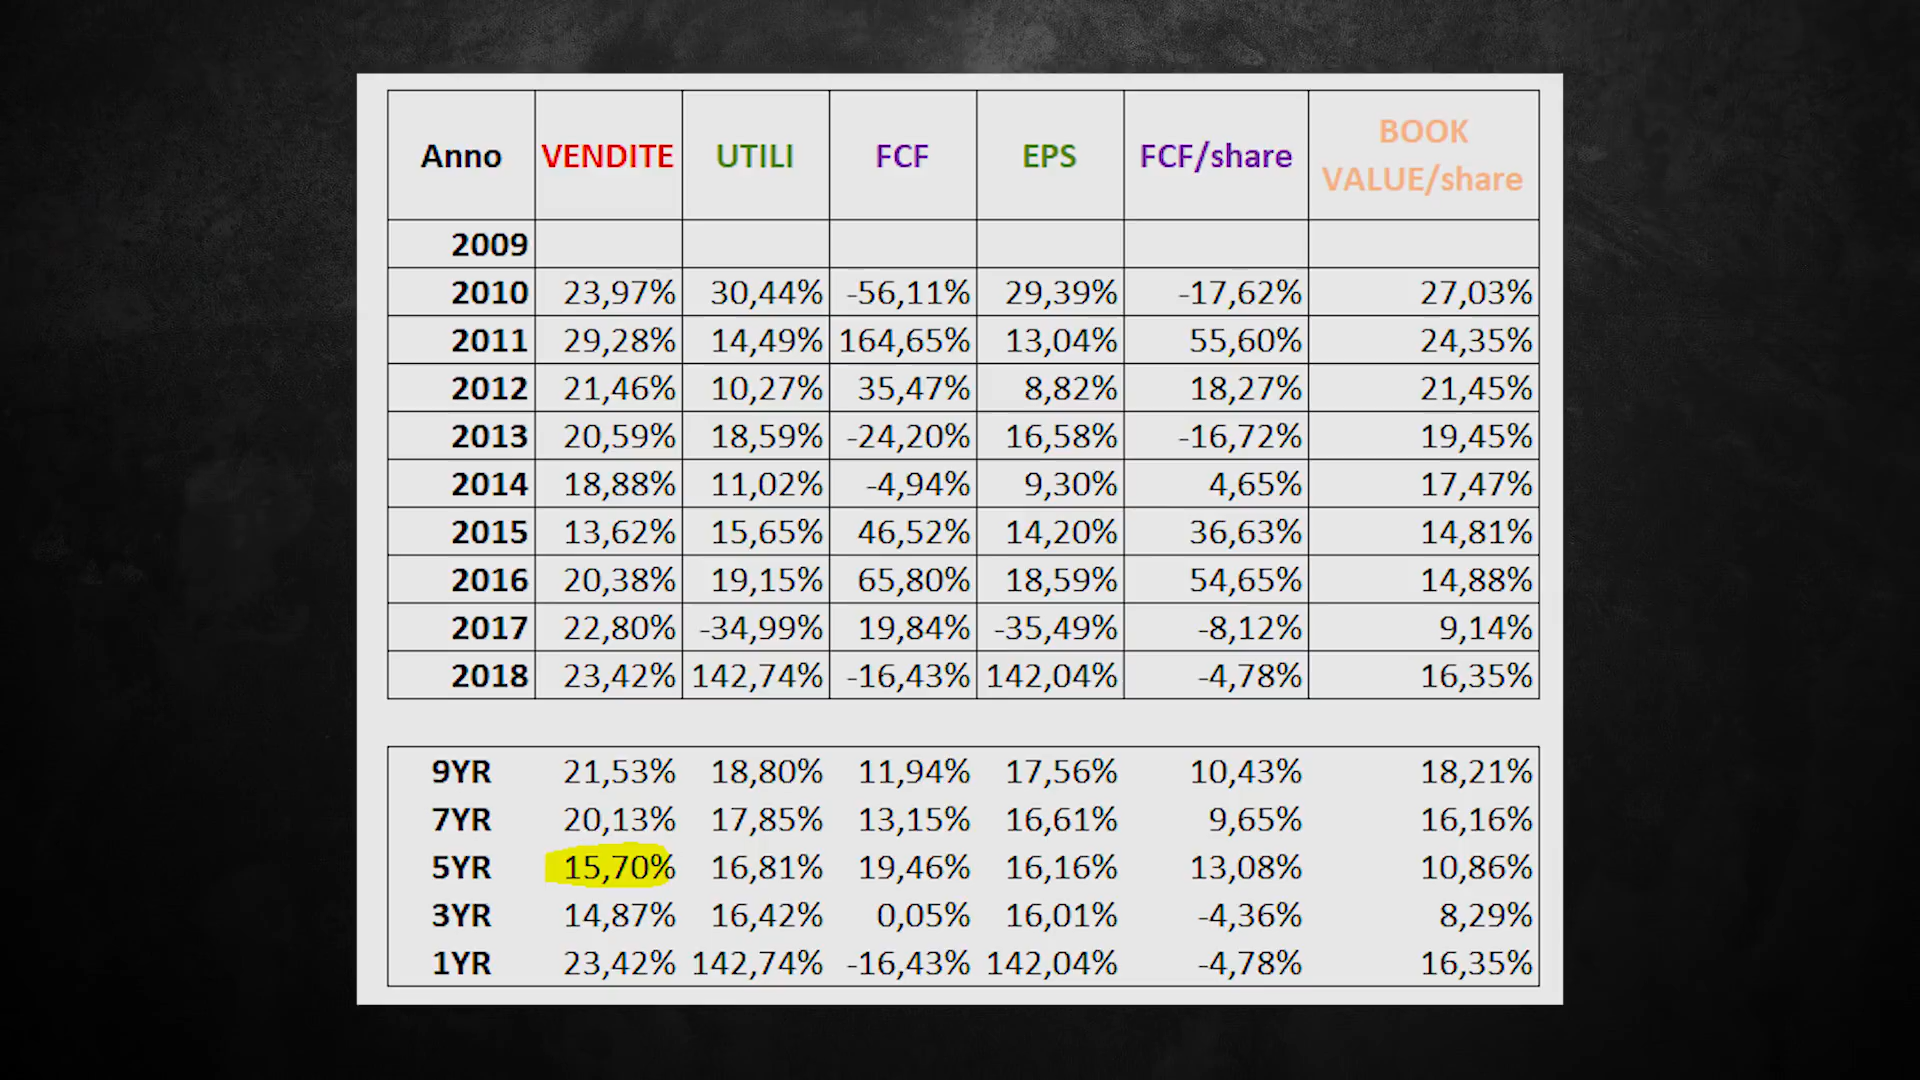 Anno VENDITE UTILI FCF EPS FCF/share BOOK VALUE/share
2009
2010 23,97% 30,44% -56,11% 29,39% -17,62% 27,03%
2011 29,28% 14,49% 164,65% 13,04% 55,60% 24,35%
2012 21,46% 10,27% 35,47% 8,82% 18,27% 21,45%
2013 20,59% 18,59% -24,20% 16,58% -16,72% 19,45%
2014 18,88% 11,02% -4,94% 9,30% 4,65% 17,47%
2015 13,62% 15,65% 46,52% 14,20% 36,63% 14,81%
2016 20,38% 19,15% 65,80% 18,59% 54,65% 14,88%
2017 22,80% -34,99% 19,84% -35,49% -8,12% 9,14%
2018 23,42% 142,74% -16,43% 142,04% -4,78% 16,35%
9YR 21,53% 18,80% 11,94% 17,56% 10,43% 18,21%
7YR 20,13% 17,85% 13,15% 16,61% 9,65% 16,16%
5YR 15,70% 16,81% 19,46% 16,16% 13,08% 10,86%
3YR 14,87% 16,42% 0,05% 16,01% -4,36% 8,29%
1YR 23,42% 142,74% -16,43% 142,04% -4,78% 16,35%